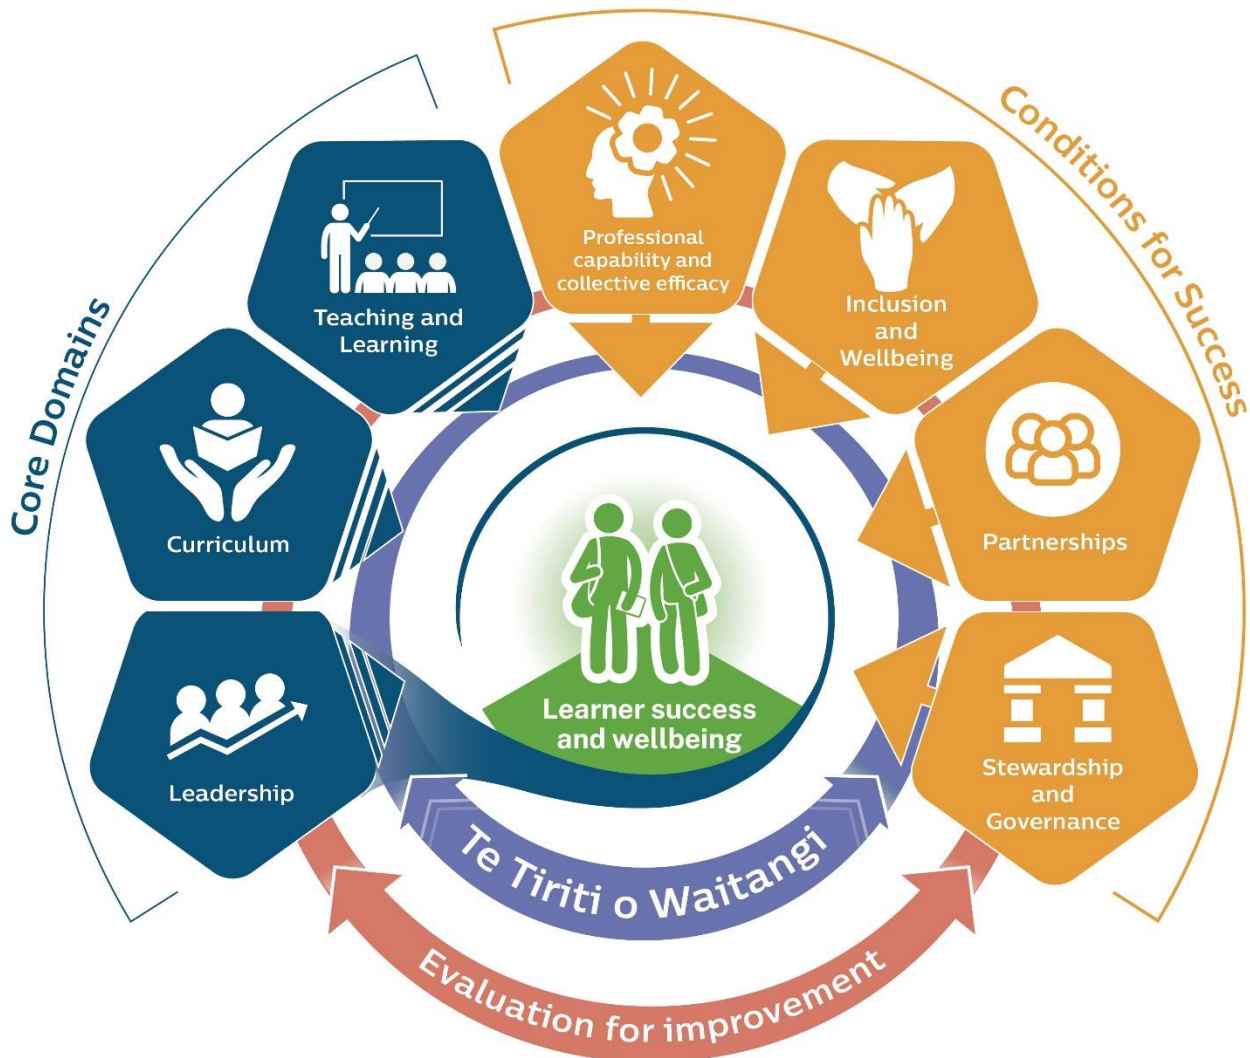 Core Domains
Conditions for Success
Leadership
Curriculum
Teaching and
Learning
Professional
capability and
collective efficacy
Inclusion
and
Wellbeing
Partnerships
Stewardship
and
Governance
Learner success
and wellbeing
Te Tiriti o Waitangi
Evaluation for improvement